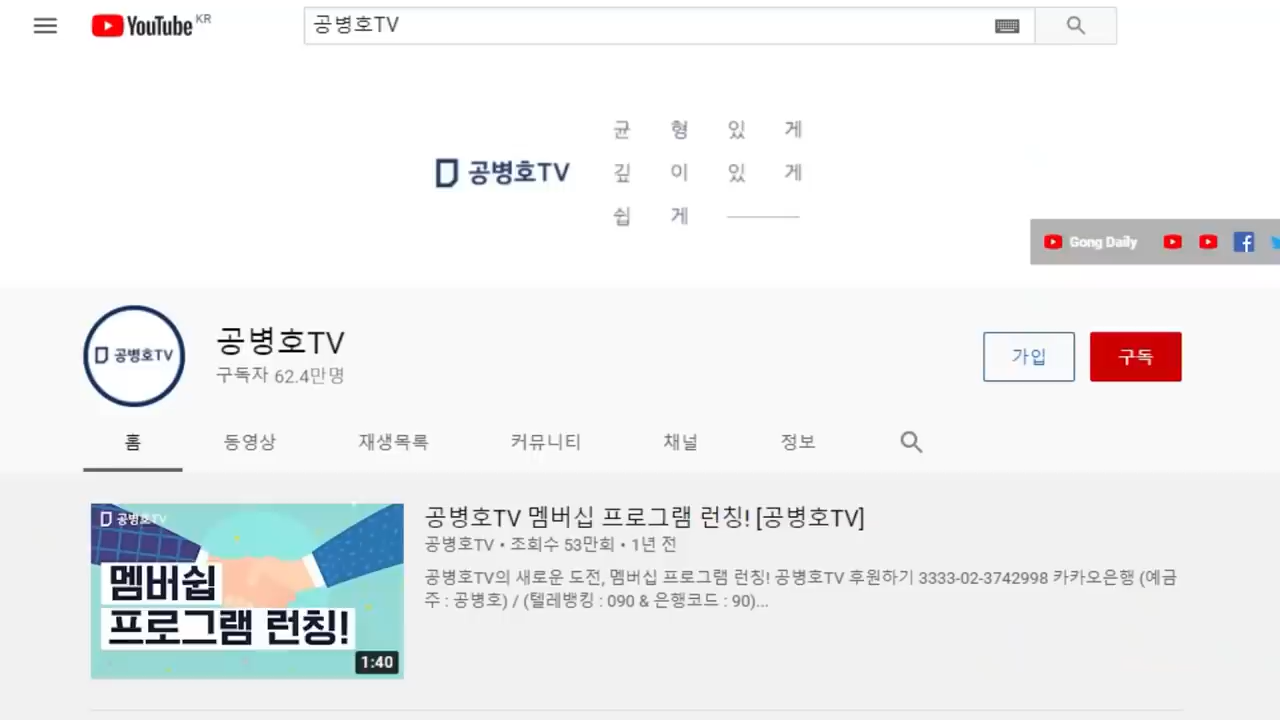 YouTube KR
공병호TV
균 형 있 게
공병호TV 깊 이 있 게
쉽 게
Gong Daily
공병호TV
공병호TV
구독자 62.4만명
가입
구독
홈 동영상 재생목록 커뮤니티 채널 정보
공병호TV
멤버쉽
프로그램 런칭!
1:40
공병호TV 멤버십 프로그램 런칭! [공병호TV]
공병호TV • 조회수 53만회 • 1년 전
공병호TV의 새로운 도전, 멤버십 프로그램 런칭! 공병호TV 후원하기 3333-02-3742998 카카오은행 (예금
주 : 공병호) / (텔레뱅킹 : 090 & 은행코드 : 90)...